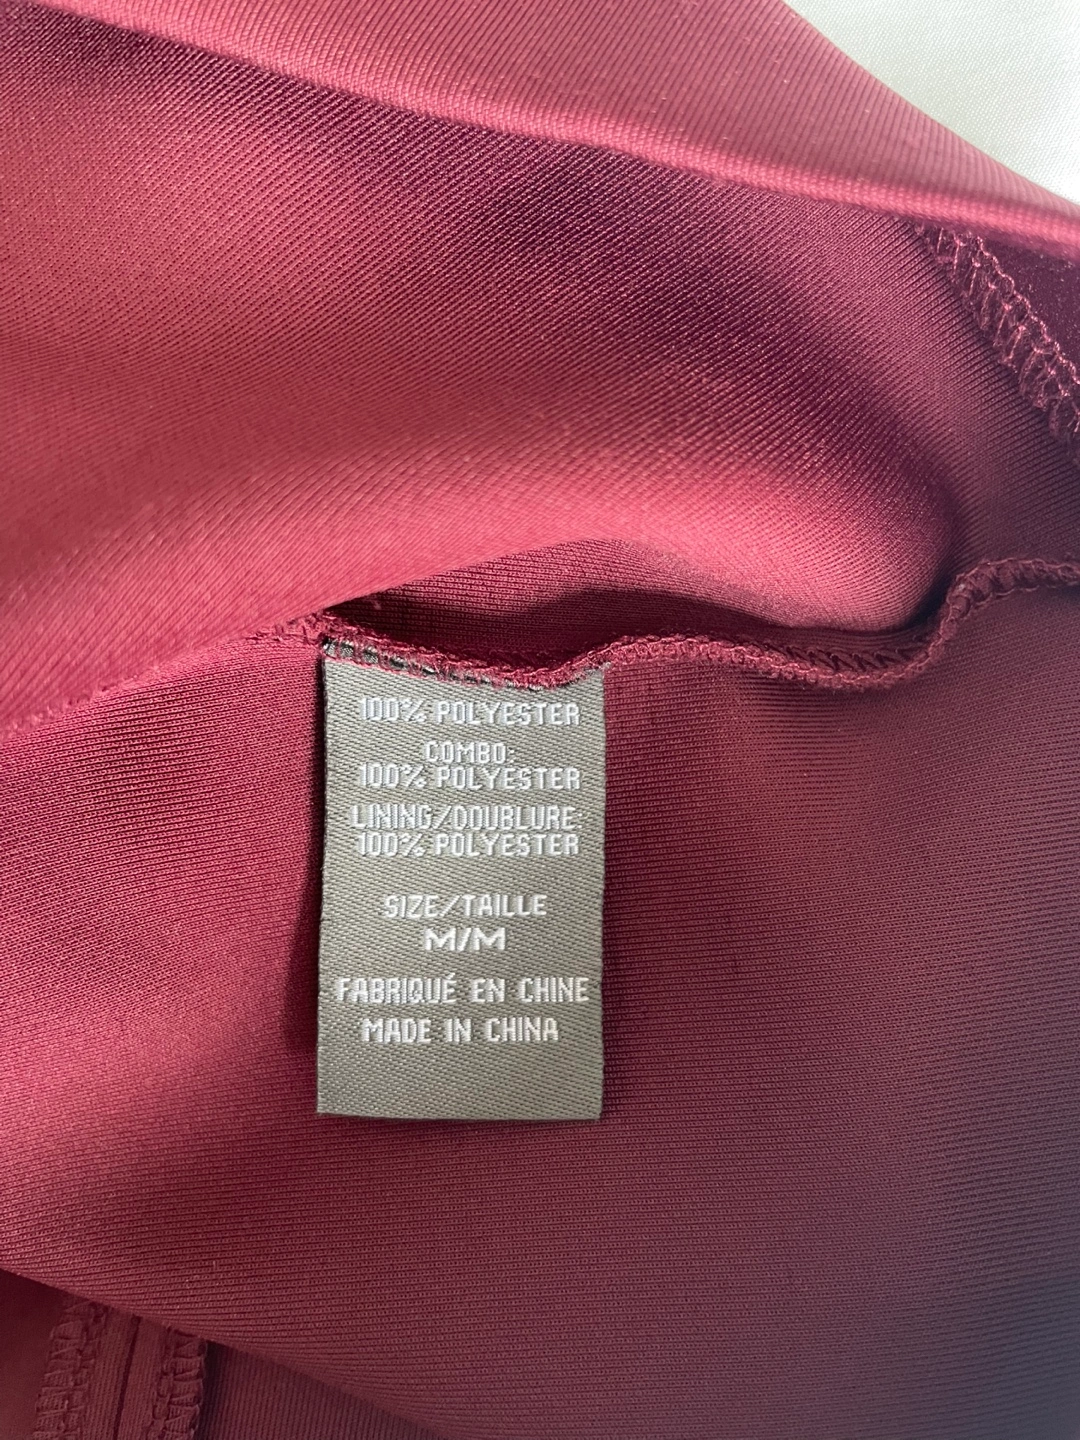 100% POLYESTER
COMBO:
100% POLYESTER
LINING/DOUBLURE:
100% POLYESTER
SIZE/TAILLE
M/M
FABRIQUÉ EN CHINE
MADE IN CHINA